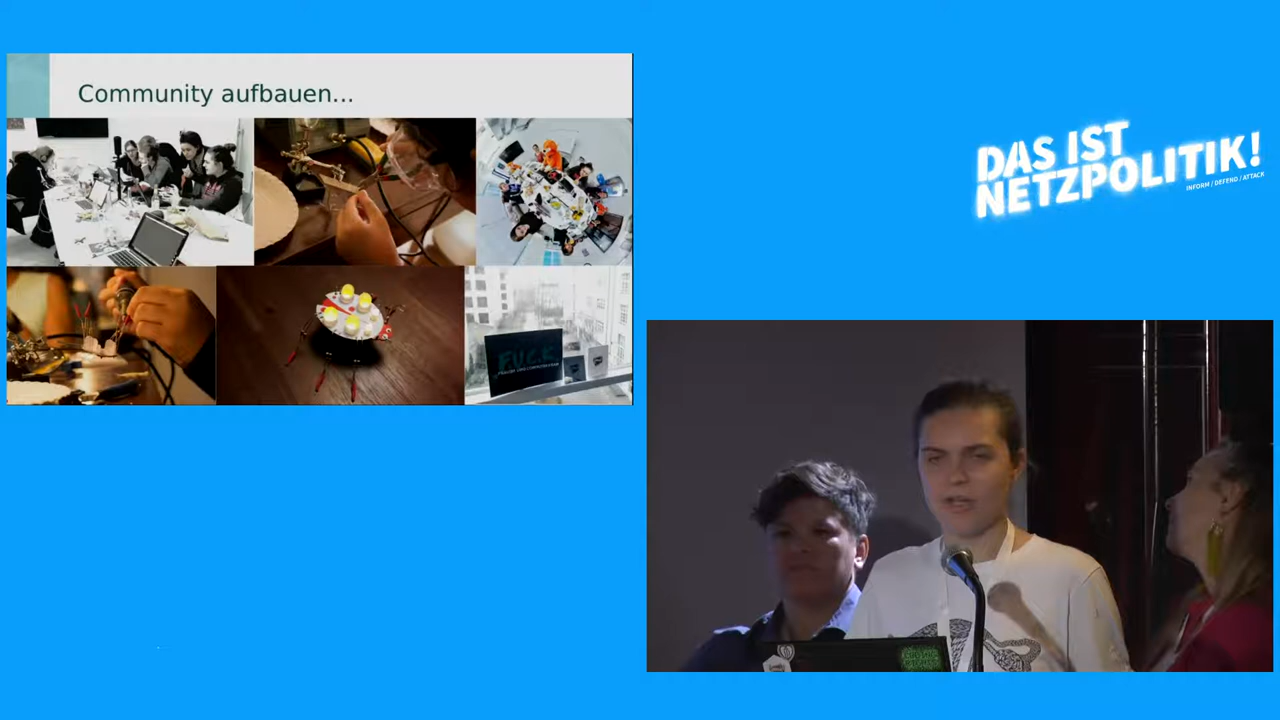 Community aufbauen...
F.U.C.K.
DAS IST
NETZPOLITIK!
INFORM / DEFEND / ATTACK